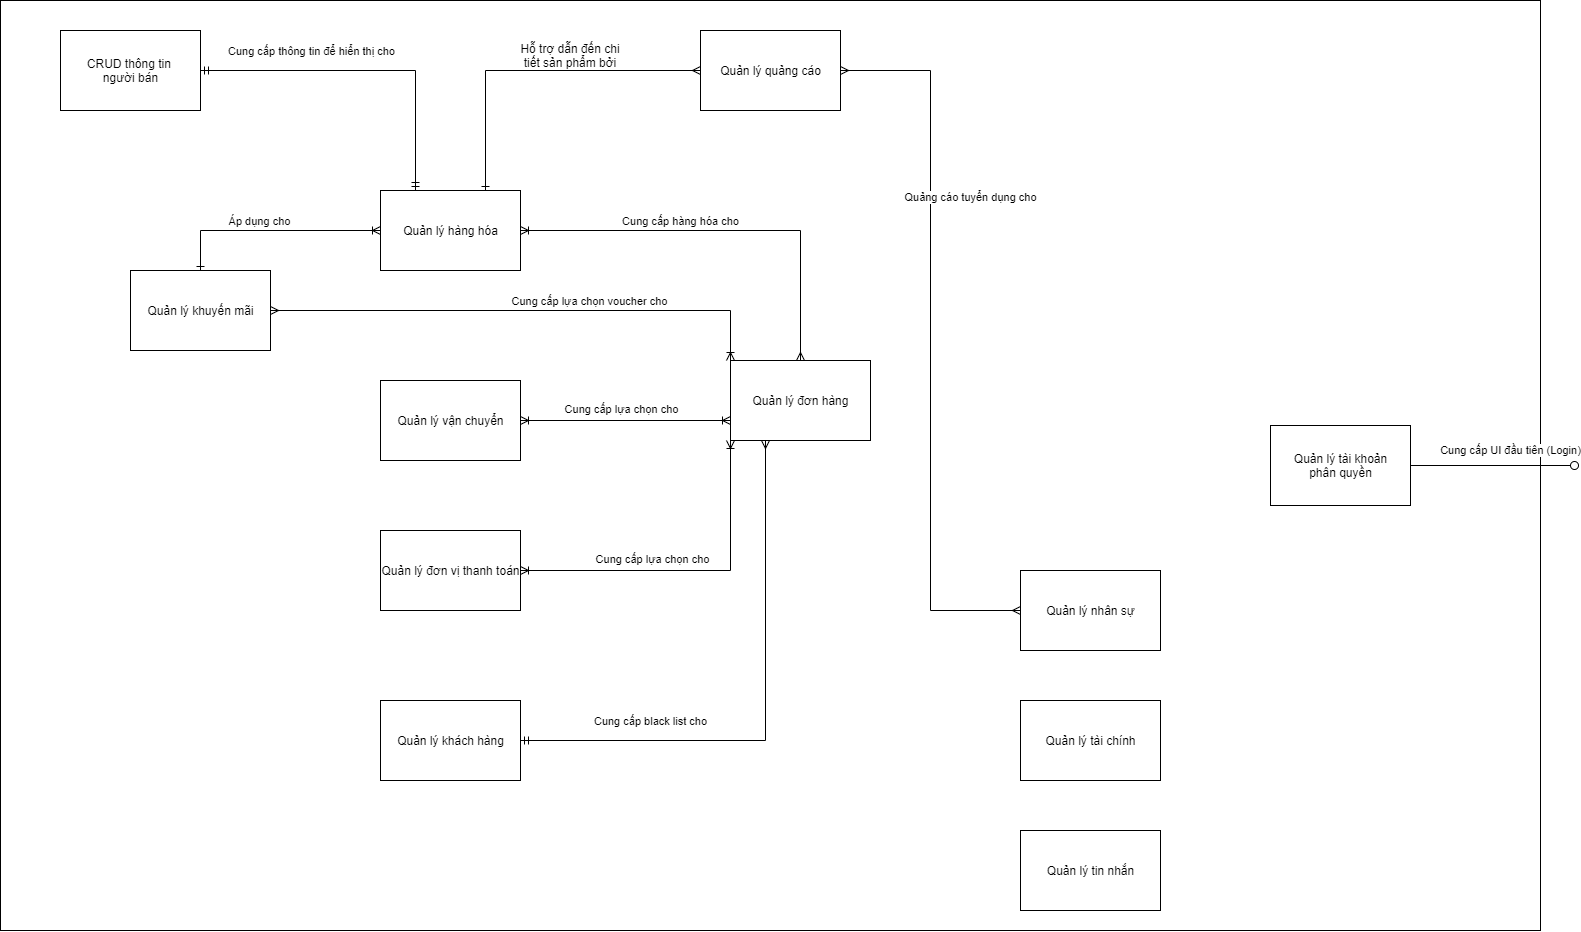 CRUD thông tin
người bán
Cung cấp thông tin để hiển thị cho
Hỗ trợ dẫn đến chi
tiết sản phẩm bởi
Quản lý quảng cáo
Quảng cáo tuyển dụng cho
Áp dụng cho
Quản lý hàng hóa
Cung cấp hàng hóa cho
Quản lý khuyến mãi
Cung cấp lựa chọn voucher cho
Quản lý đơn hàng
Quản lý vận chuyển
Cung cấp lựa chọn cho
Quản lý tài khoản
phân quyền
Cung cấp UI đầu tiên (Login)
Quản lý đơn vị thanh toán
Cung cấp lựa chọn cho
Quản lý nhân sự
Quản lý khách hàng
Cung cấp black list cho
Quản lý tài chính
Quản lý tin nhắn